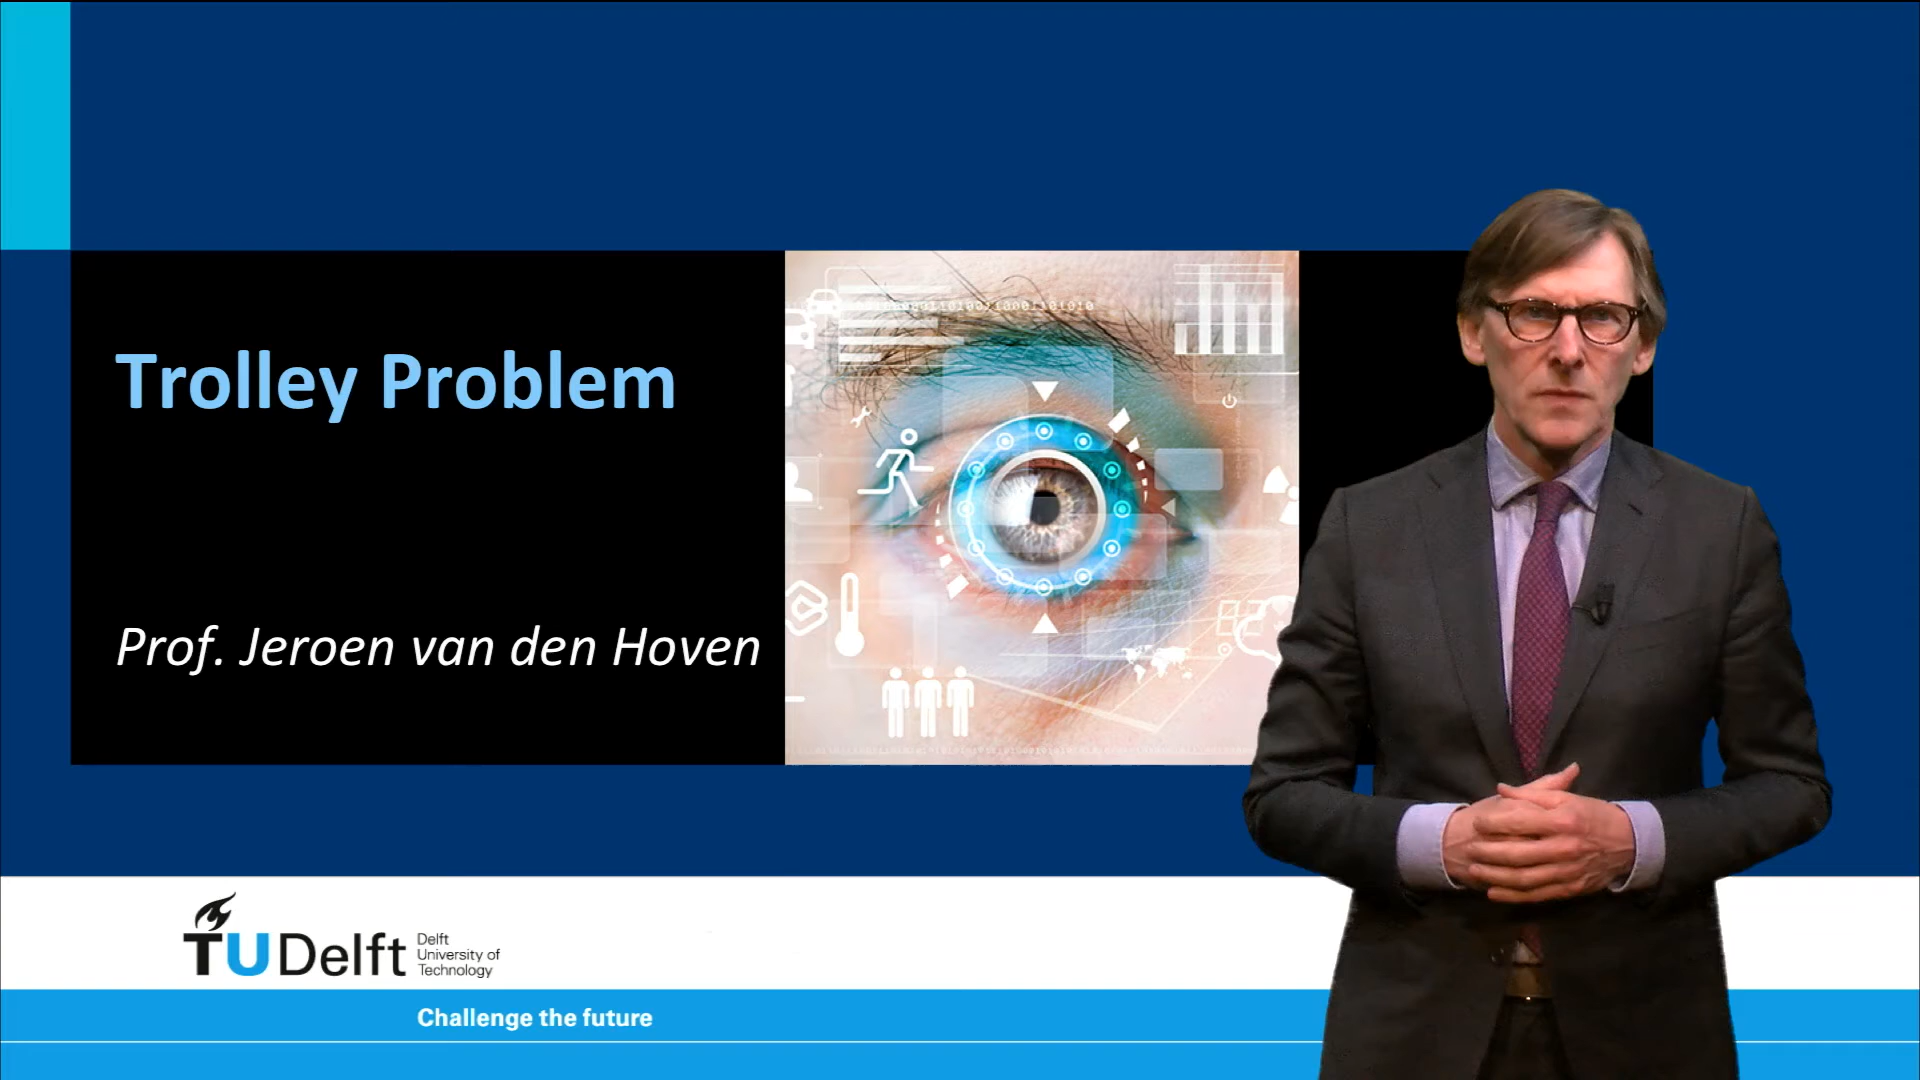 Trolley Problem
Prof. Jeroen van den Hoven
TUDelft
Delft
University of
Technology
Challenge the future